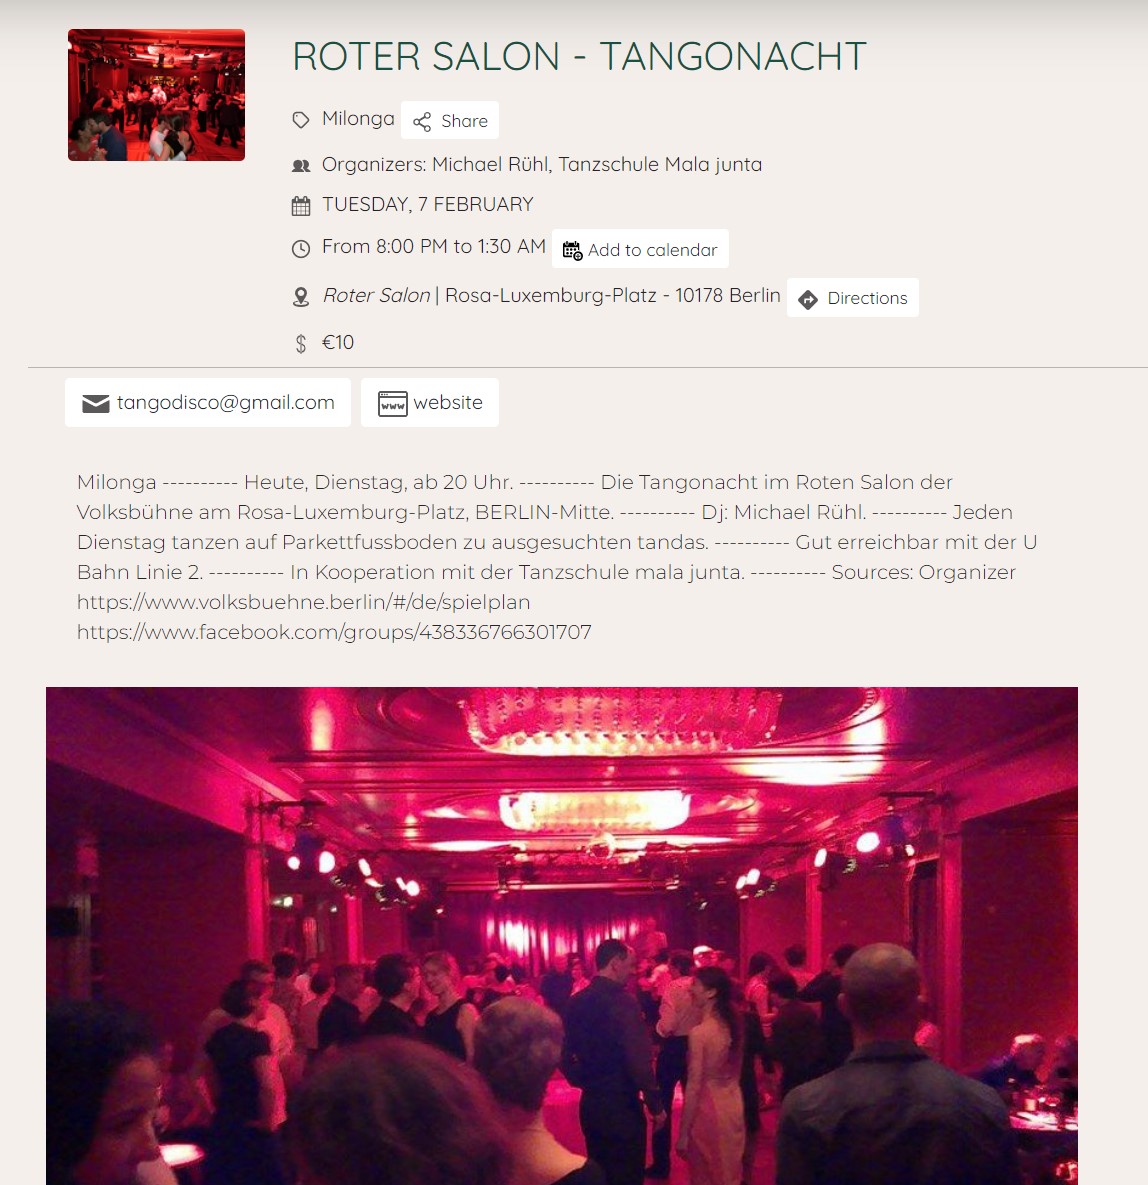 ROTER SALON - TANGONACHT
Milonga Share
Organizers: Michael Rühl, Tanzschule Mala junta
TUESDAY, 7 FEBRUARY
From 8:00 PM to 1:30 AM Add to calendar
Roter Salon | Rosa-Luxemburg-Platz - 10178 Berlin Directions
$ €10
tangodisco@gmail.com www website
Milonga ---------- Heute, Dienstag, ab 20 Uhr. ---------- Die Tangonacht im Roten Salon der
Volksbühne am Rosa-Luxemburg-Platz, BERLIN-Mitte. ---------- Dj: Michael Rühl. ---------- Jeden
Dienstag tanzen auf Parkettfussboden zu ausgesuchten tandas. ---------- Gut erreichbar mit der U
Bahn Linie 2. ---------- In Kooperation mit der Tanzschule mala junta. ---------- Sources: Organizer
https://www.volksbuehne.berlin/#/de/spielplan
https://www.facebook.com/groups/438336766301707